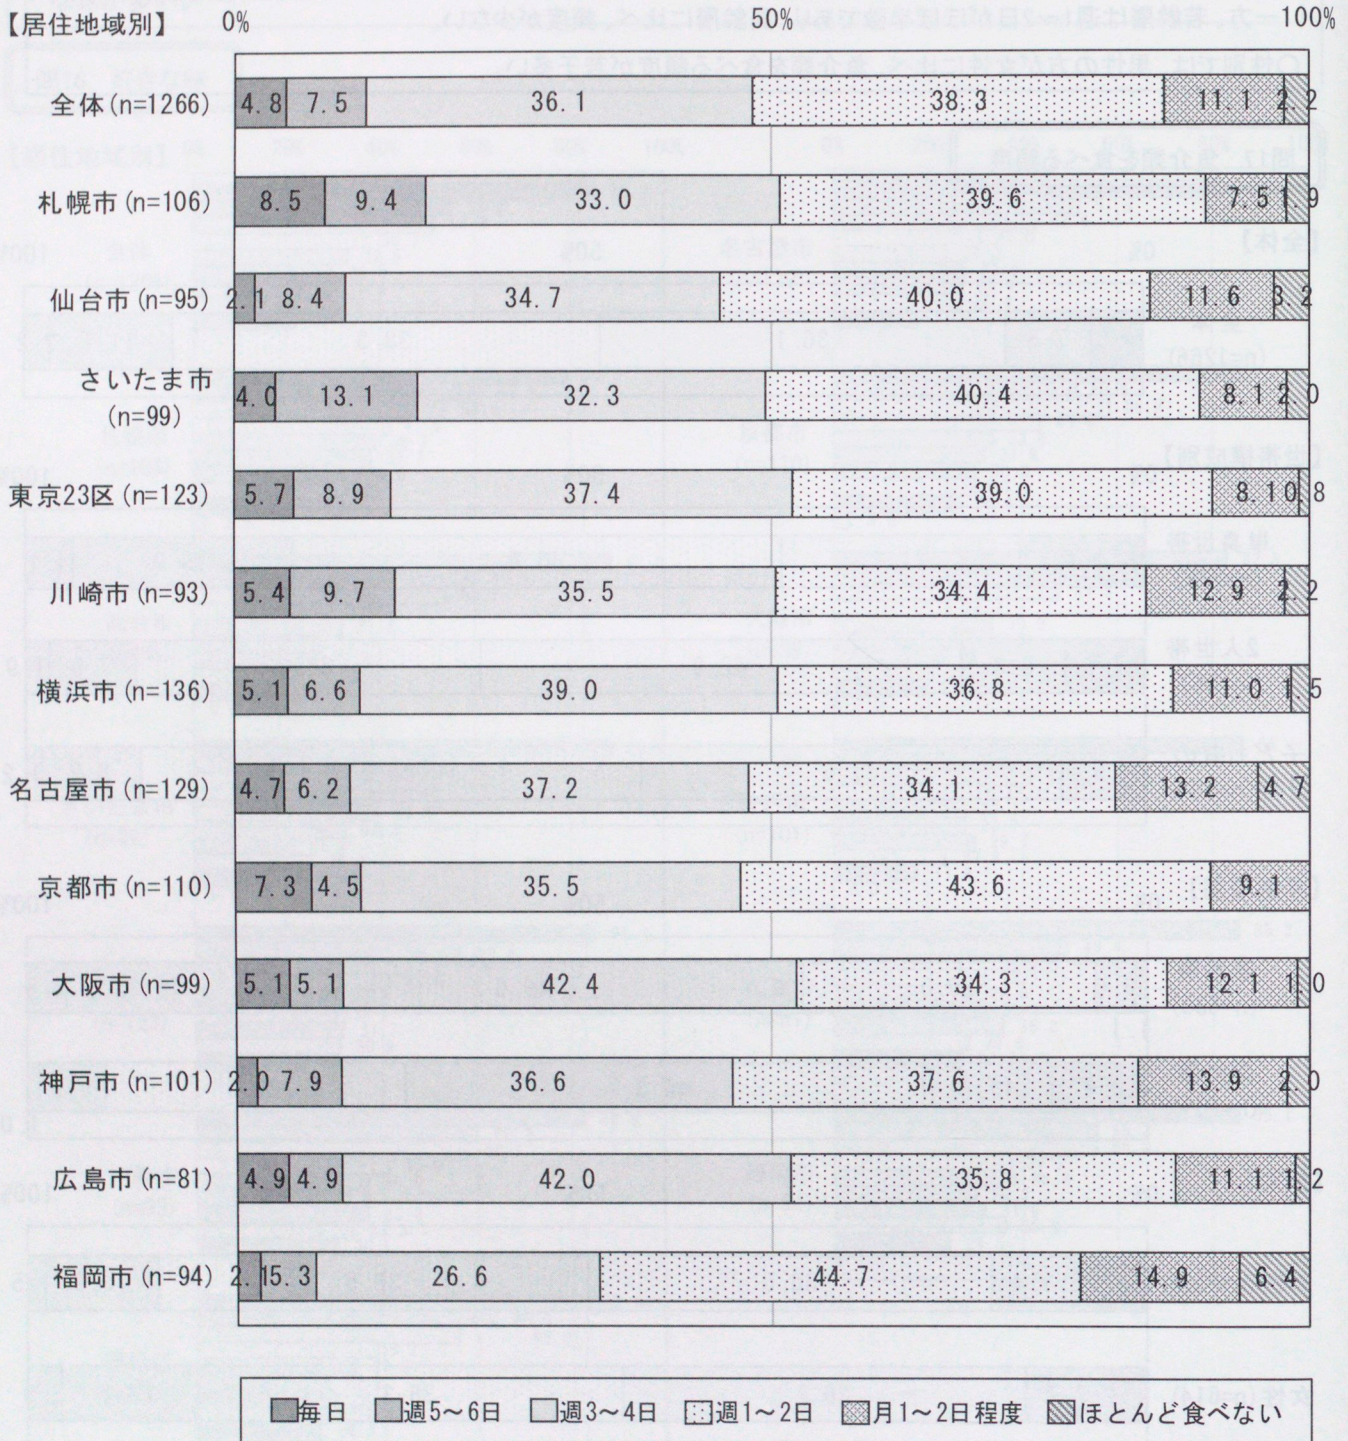 【居住地域別】 0% 50% 100%
全体(n=1266) 4.8 7.5 36.1 38.3 11.1 2.2
札幌市(n=106) 8.5 9.4 33.0 39.6 7.5 1.9
仙台市(n=95) 2.1 8.4 34.7 40.0 11.6 3.2
さいたま市
(n=99) 4.0 13.1 32.3 40.4 8.1 2.0
東京23区(n=123) 5.7 8.9 37.4 39.0 8.1 0.8
川崎市(n=93) 5.4 9.7 35.5 34.4 12.9 2.2
横浜市(n=136) 5.1 6.6 39.0 36.8 11.0 1.5
名古屋市(n=129) 4.7 6.2 37.2 34.1 13.2 4.7
京都市(n=110) 7.3 4.5 35.5 43.6 9.1
大阪市(n=99) 5.1 5.1 42.4 34.3 12.1 1.0
神戸市(n=101) 2.0 7.9 36.6 37.6 13.9 2.0
広島市(n=81) 4.9 4.9 42.0 35.8 11.1 1.2
福岡市(n=94) 2.1 5.3 26.6 44.7 14.9 6.4
毎日 週5～6日 週3～4日 週1～2日 月1～2日程度 ほとんど食べない